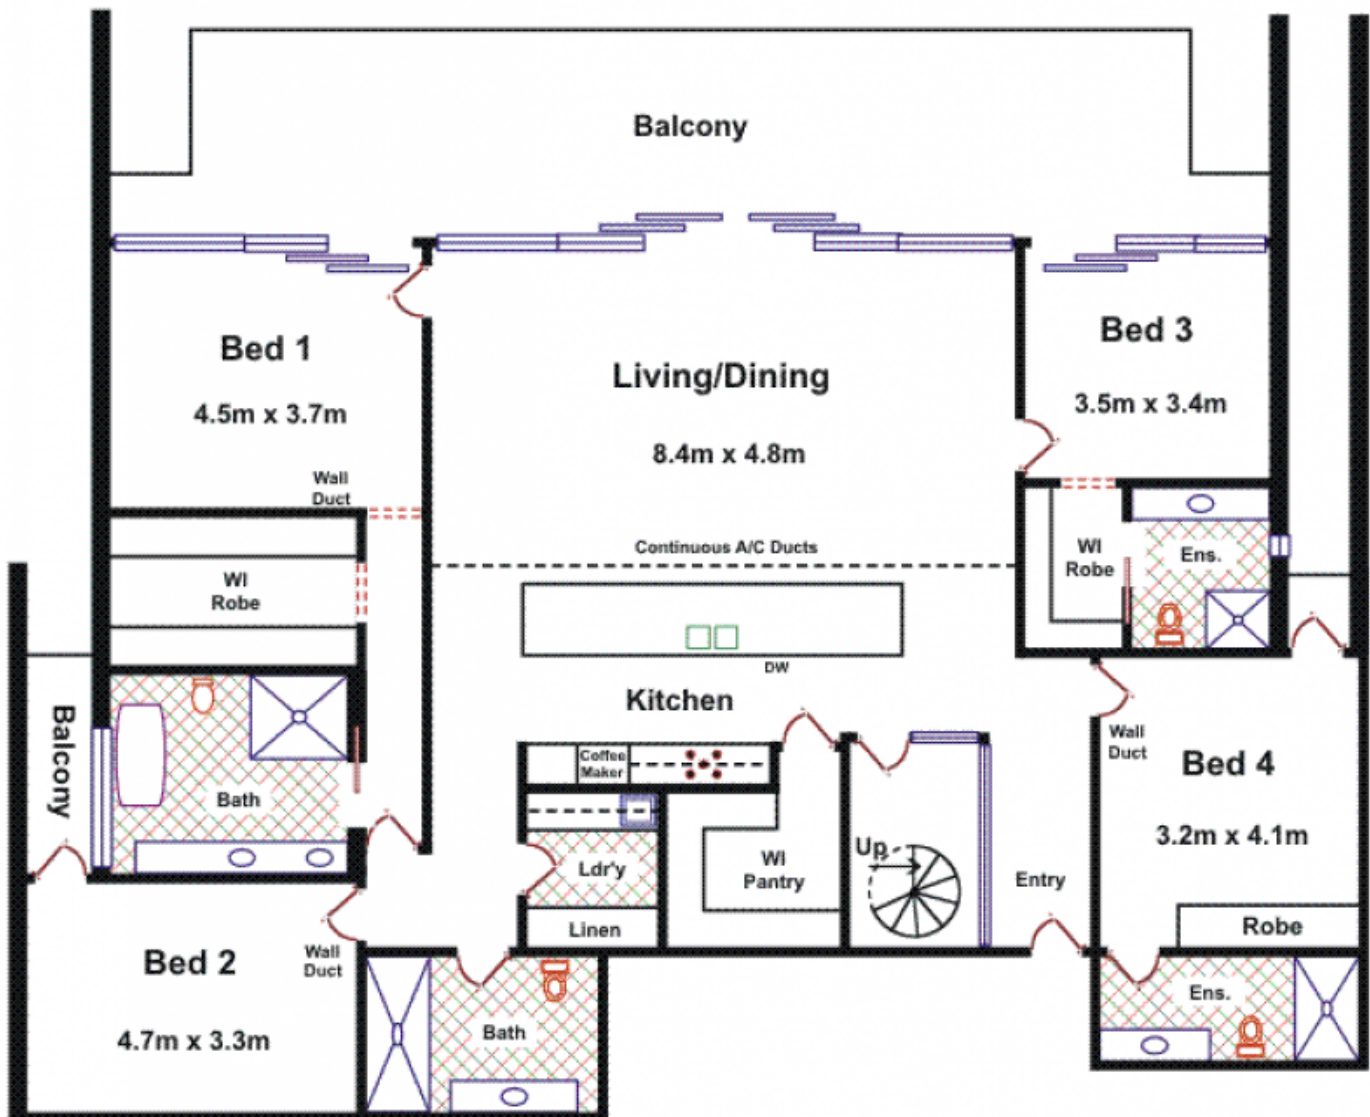 Balcony
Bed 1
4.5m x 3.7m
Wall
Duct
Living/Dining
8.4m x 4.8m
Bed 3
3.5m x 3.4m
Continuous A/C Ducts
WI
Robe
WI
Robe
Ens.
DW
Kitchen
Balcony
Coffee
Maker
Bath
Wall
Duct
Bed 4
3.2m x 4.1m
Ldr'y
WI
Pantry
Up
Entry
Linen
Robe
Bed 2
4.7m x 3.3m
Wall
Duct
Bath
Ens.